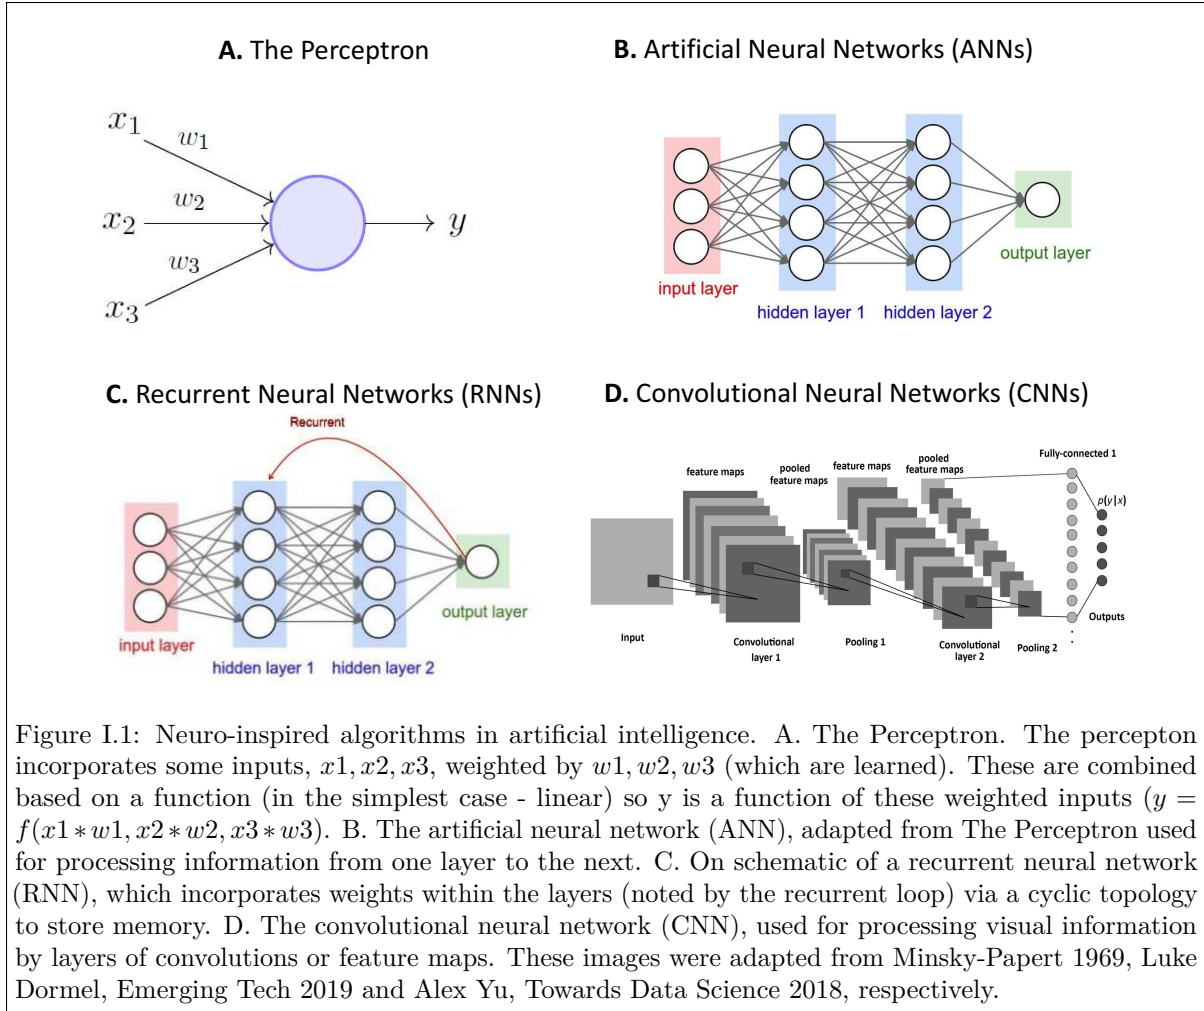 A. The Perceptron
x1
w1
x2
w2
w3
x3
y
B. Artificial Neural Networks (ANNs)
input layer
hidden layer 1
hidden layer 2
output layer
C. Recurrent Neural Networks (RNNs)
Recurrent
input layer
hidden layer 1
hidden layer 2
output layer
D. Convolutional Neural Networks (CNNs)
feature maps
pooled
feature maps
feature maps
pooled
feature maps
Fully-connected 1
p(y|x)
Input
Convolutional
layer 1
Pooling 1
Convolutional
layer 2
Pooling 2
Outputs
Figure I.1: Neuro-inspired algorithms in artificial intelligence. A. The Perceptron. The percepton
incorporates some inputs, x1, x2, x3, weighted by w1, w2, w3 (which are learned). These are combined
based on a function (in the simplest case - linear) so y is a function of these weighted inputs (y =
f(x1 * w1, x2 * w2, x3 * w3). B. The artificial neural network (ANN), adapted from The Perceptron used
for processing information from one layer to the next. C. On schematic of a recurrent neural network
(RNN), which incorporates weights within the layers (noted by the recurrent loop) via a cyclic topology
to store memory. D. The convolutional neural network (CNN), used for processing visual information
by layers of convolutions or feature maps. These images were adapted from Minsky-Papert 1969, Luke
Dormel, Emerging Tech 2019 and Alex Yu, Towards Data Science 2018, respectively.